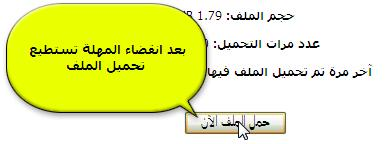 حجم الملف: 1.79
عدد مرات التحميل:
آخر مرة تم تحميل الملف فيها
بعد انقضاء المهلة تستطيع
تحميل الملف
حمل الملف الآن